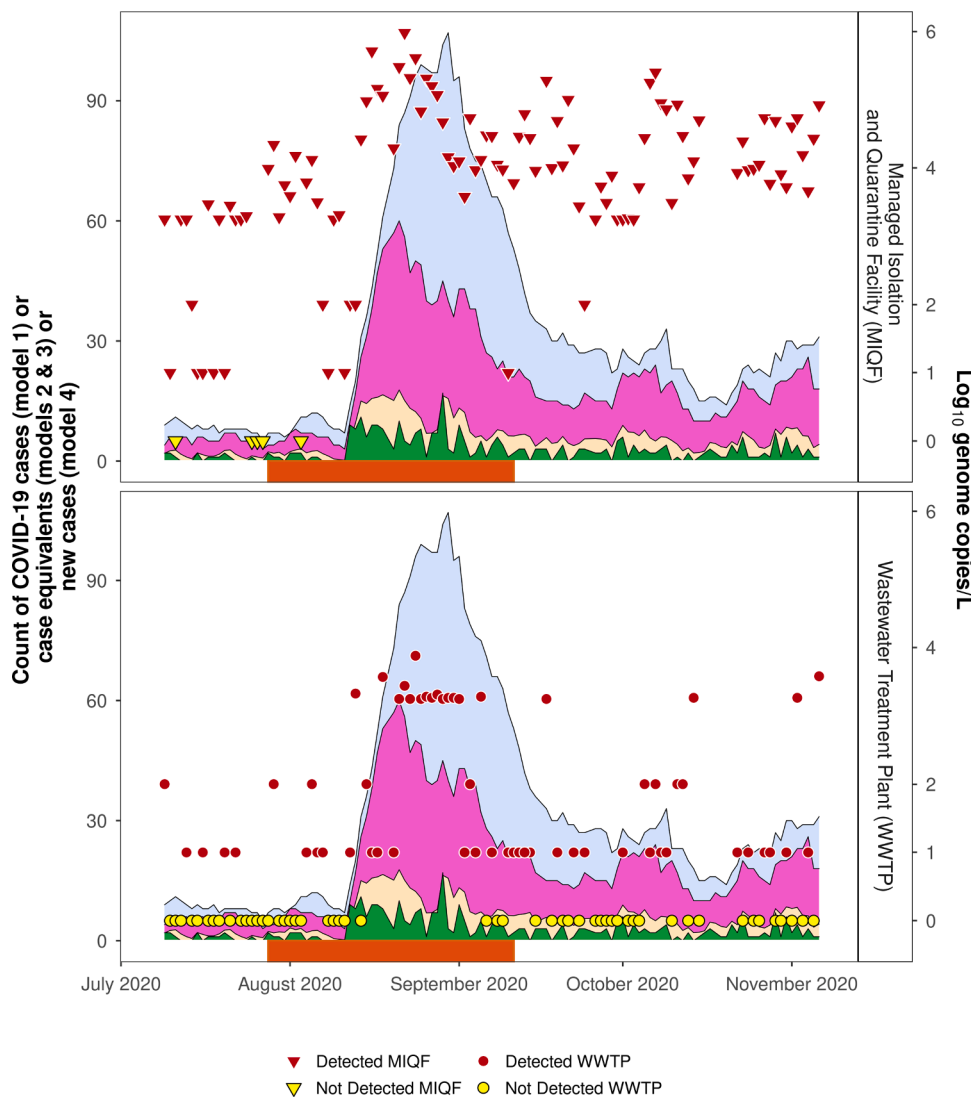 Count of COVID-19 cases (model 1) or
case equivalents (models 2 & 3) or
new cases (model 4)
90
60
30
0
6
4
2
1
0
Managed Isolation
and Quarantine Facility (MIQF)
Log10 genome copies/L
90
60
30
0
6
4
2
1
0
Wastewater Treatment
Plant (WWTP)
July 2020
August 2020
September 2020
October 2020
November 2020
Detected MIQF
Detected WWTP
Not Detected MIQF
Not Detected WWTP